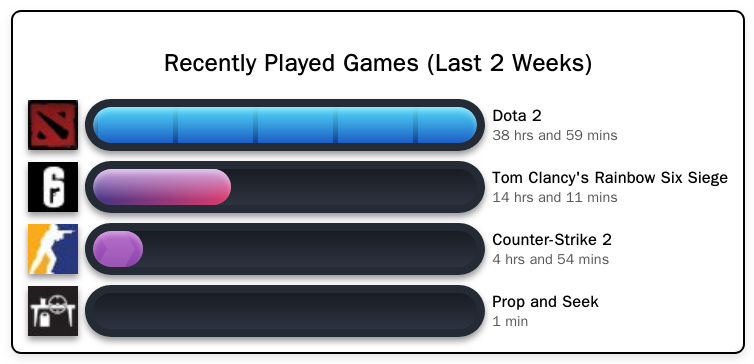 Recently Played Games (Last 2 Weeks)
Dota 2
38 hrs and 59 mins
Tom Clancy's Rainbow Six Siege
14 hrs and 11 mins
Counter-Strike 2
4 hrs and 54 mins
Prop and Seek
1 min